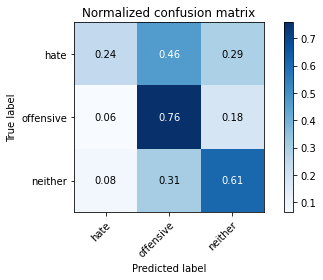 Normalized confusion matrix
True label
hate
0.24 0.46 0.29
offensive
0.06 0.76 0.18
neither
0.08 0.31 0.61
hate
offensive
neither
Predicted label
0.7
0.6
0.5
0.4
0.3
0.2
0.1